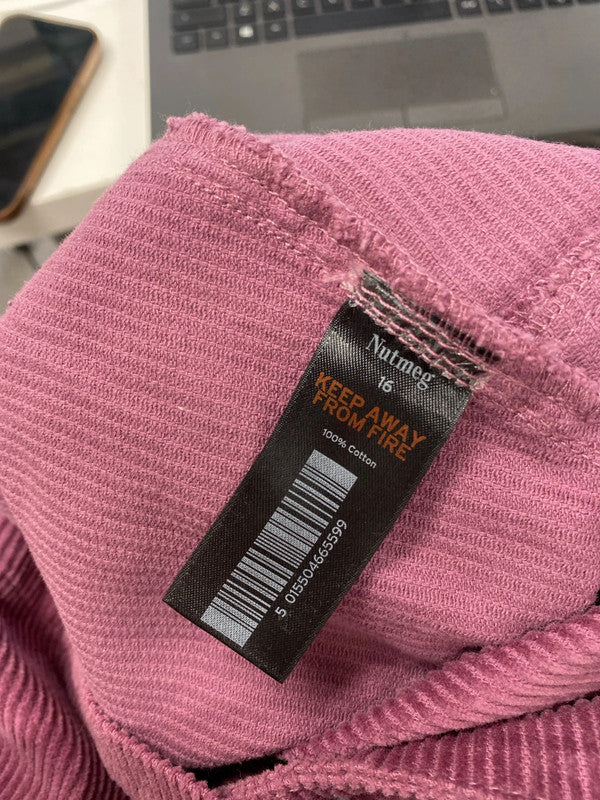 Nutmeg
16
KEEP AWAY
FROM FIRE
100% Cotton
5 015504665599